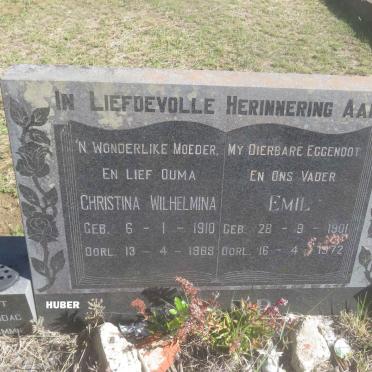 In Liefdevolle Herinnering Aan
'n Wonderlike Moeder,
En Lief Ouma
Christina Wilhelmina
Geb. 6 - 1 - 1910
Oorl. 13 - 4 - 1989
My Dierbare Eggenoot
En Ons Vader
Emil
Geb. 28 - 9 - 1901
Oorl. 16 - 4 - 1972
HUBER